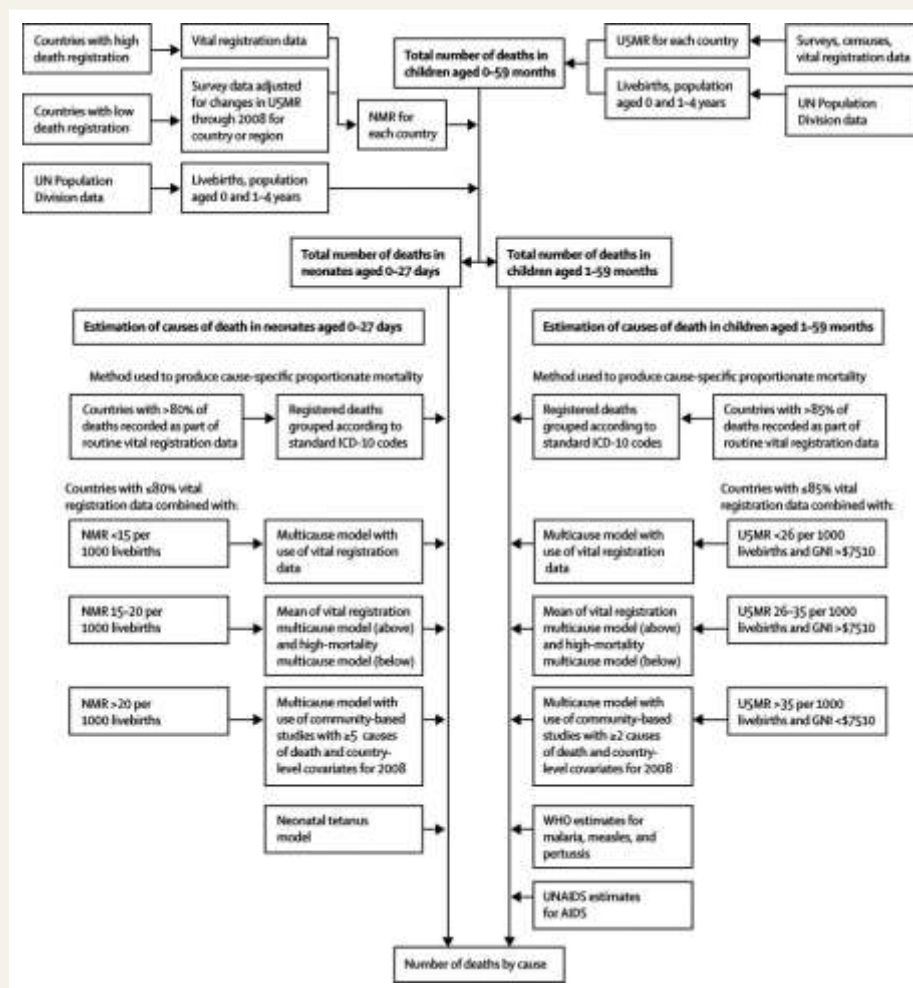 Countries with high
death registration
Vital registration data
Total number of deaths in
children aged 0–59 months
U5MR for each country
Surveys, censuses,
vital registration data
Countries with low
death registration
Survey data adjusted
for changes in U5MR
through 2008 for
country or region
NMR for
each country
Livebirths, population
aged 0 and 1–4 years
UN Population
Division data
UN Population
Division data
Livebirths, population
aged 0 and 1–4 years
Total number of deaths in
neonates aged 0–27 days
Total number of deaths in
children aged 1–59 months
Estimation of causes of death in neonates aged 0–27 days
Estimation of causes of death in children aged 1–59 months
Method used to produce cause-specific proportionate mortality
Method used to produce cause-specific proportionate mortality
Countries with >80% of
deaths recorded as part of
routine vital registration data
Registered deaths
grouped according to
standard ICD-10 codes
Registered deaths
grouped according to
standard ICD-10 codes
Countries with >85% of
deaths recorded as part of
routine vital registration data
Countries with ≤80% vital
registration data combined with:
Countries with ≤85% vital
registration data combined with:
NMR <15 per
1000 livebirths
Multicause model with
use of vital registration
data
Multicause model with
use of vital registration
data
U5MR <26 per 1000
livebirths and GNI >$7510
NMR 15–20 per
1000 livebirths
Mean of vital registration
multicause model (above)
and high-mortality
multicause model (below)
Mean of vital registration
multicause model (above)
and high-mortality
multicause model (below)
U5MR 26–35 per 1000
livebirths and GNI >$7510
NMR >20 per
1000 livebirths
Multicause model with
use of community-based
studies with ≥5 causes
of death and country-
level covariates for 2008
Multicause model with
use of community-based
studies with ≥2 causes
of death and country-
level covariates for 2008
U5MR >35 per 1000
livebirths and GNI <$7510
Neonatal tetanus
model
WHO estimates for
malaria, measles, and
pertussis
UNAIDS estimates
for AIDS
Number of deaths by cause